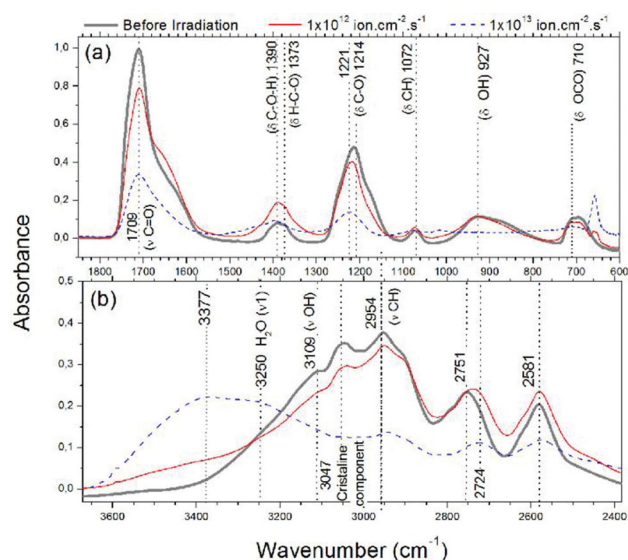 Before Irradiation 1x10¹² ion.cm⁻².s⁻¹ 1x10¹³ ion.cm⁻².s⁻¹
(a)
1,0
0,8
0,6
0,4
0,2
0,0
1709
(ν C=O)
(δ C-O-H) 1390
(δ H-C-O) 1373
1221
(δ C-O) 1214
(δ CH) 1072
(δ OH) 927
(δ OCO) 710
1800 1700 1600 1400 1300 1200 1100 1000 900 800 700 600
Absorbance
(b)
0,5
0,4
0,3
0,2
0,1
0,0
3377
3250 H₂O (ν1)
3109 (ν OH)
3047
Cristaline
component
2954
(ν CH)
2751
2724
2581
3600 3400 3200 3000 2800 2600 2400
Wavenumber (cm⁻¹)